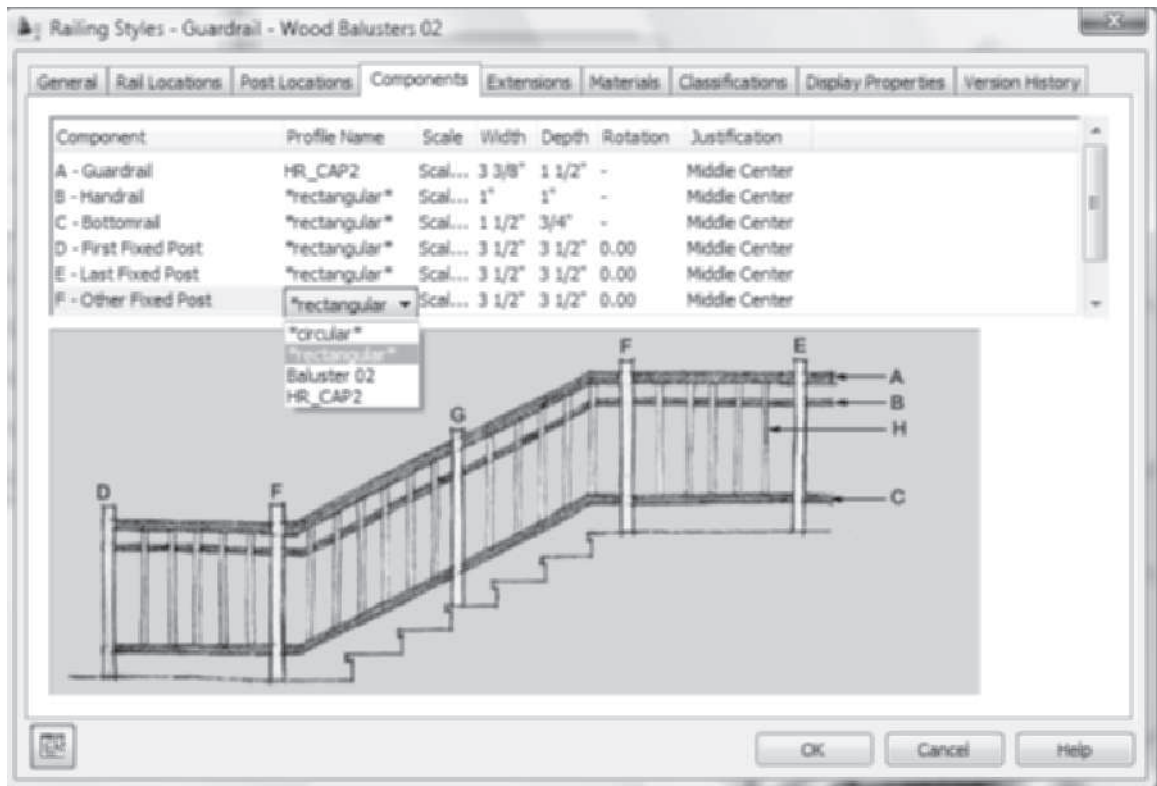 Railing Styles - Guardrail - Wood Balusters 02
General Rail Locations Post Locations Components Extensions Materials Classifications Display Properties Version History
Component Profile Name Scale Width Depth Rotation Justification
A - Guardrail HR_CAP2 Scal... 3 3/8" 1 1/2" - Middle Center
B - Handrail *rectangular* Scal... 1" 1" - Middle Center
C - Bottomrail *rectangular* Scal... 1 1/2" 3/4" - Middle Center
D - First Fixed Post *rectangular* Scal... 3 1/2" 3 1/2" 0.00 Middle Center
E - Last Fixed Post *rectangular* Scal... 3 1/2" 3 1/2" 0.00 Middle Center
F - Other Fixed Post *rectangular Scal... 3 1/2" 3 1/2" 0.00 Middle Center
*circular*
*rectangular*
Baluster 02
HR_CAP2
F E
A
B
G H
D F C
OK Cancel Help